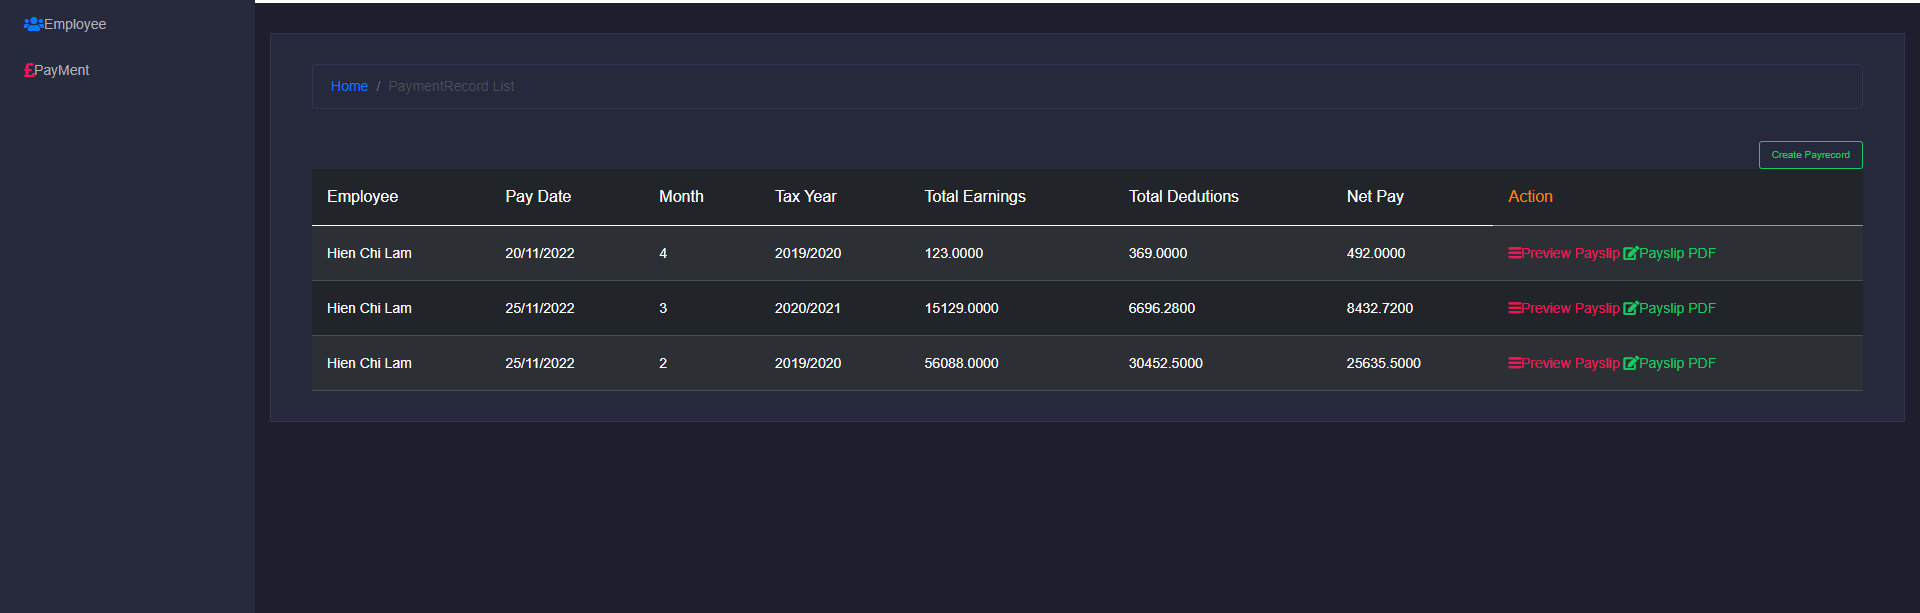 Employee
£PayMent
Home / PaymentRecord List
Create Payrecord
Employee Pay Date Month Tax Year Total Earnings Total Dedutions Net Pay Action
Hien Chi Lam 20/11/2022 4 2019/2020 123.0000 369.0000 492.0000 Preview Payslip Payslip PDF
Hien Chi Lam 25/11/2022 3 2020/2021 15129.0000 6696.2800 8432.7200 Preview Payslip Payslip PDF
Hien Chi Lam 25/11/2022 2 2019/2020 56088.0000 30452.5000 25635.5000 Preview Payslip Payslip PDF